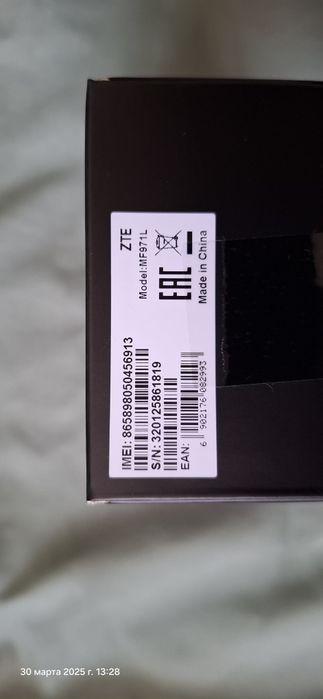 ZTE
Model:MF971L
EAC
Made in China
IMEI: 865898050456913
S/N: 320125861819
EAN:
6 902176 082993
30 марта 2025 г. 13:28